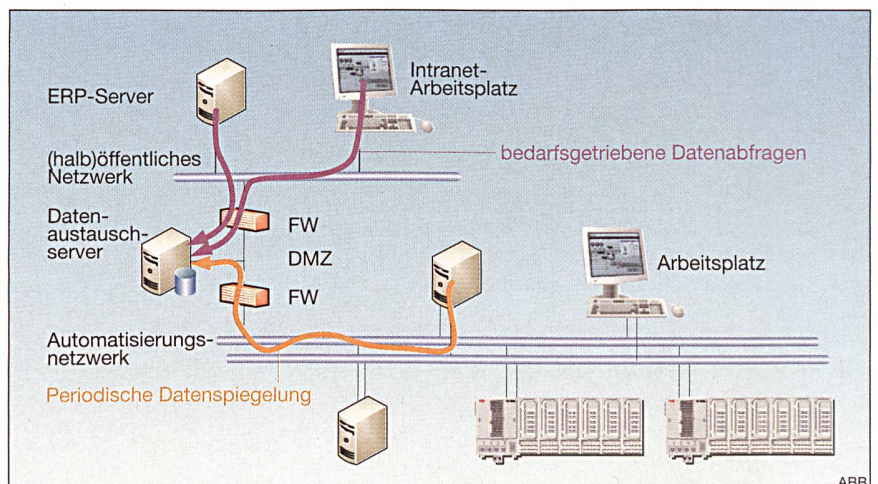 ERP-Server
Intranet-
Arbeitsplatz
(halb)öffentliches
Netzwerk
bedarfsgetriebene Datenabfragen
Daten-
austausch-
server
FW
DMZ
FW
Arbeitsplatz
Automatisierungs-
netzwerk
Periodische Datenspiegelung
ABB